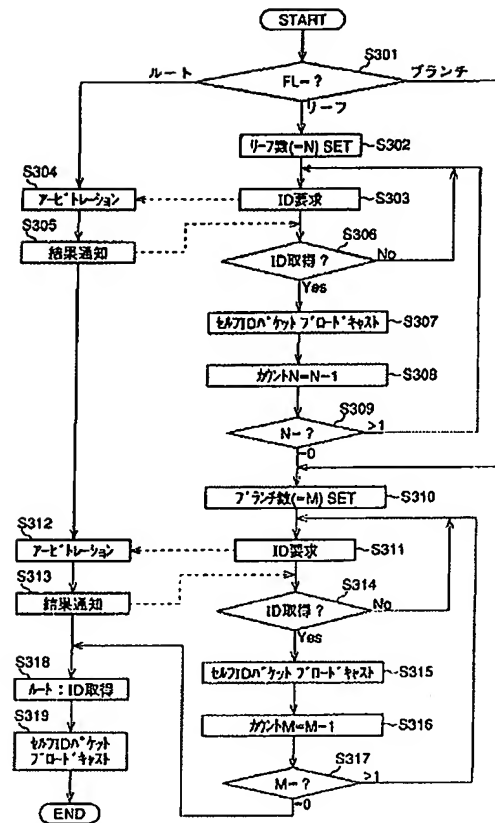 START
S301
ルート
FL=?
ブランチ
リーフ
リーフ数(=N) SET
S302
S304
アービトレーション
ID要求
S303
S305
結果通知
S306
ID取得?
No
Yes
セルフIDパケット ブロードキャスト
S307
カウントN=N-1
S308
S309
N=?
>1
=0
ブランチ数(=M) SET
S310
S312
アービトレーション
ID要求
S311
S313
結果通知
S314
ID取得?
No
Yes
S318
セルフIDパケット ブロードキャスト
S315
ルート:ID取得
S319
カウントM=M-1
S316
セルフIDパケット
ブロードキャスト
S317
M=?
>1
=0
END